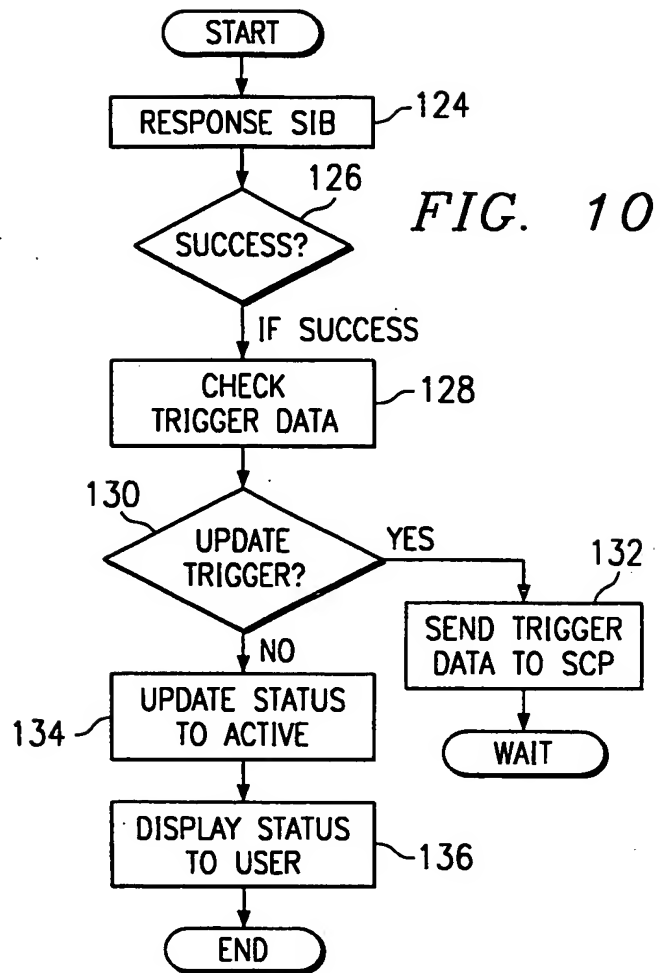 START
RESPONSE SIB
124
126
FIG. 10
SUCCESS?
IF SUCCESS
CHECK
TRIGGER DATA
128
130
UPDATE
TRIGGER?
YES
132
SEND TRIGGER
DATA TO SCP
WAIT
NO
134
UPDATE STATUS
TO ACTIVE
DISPLAY STATUS
TO USER
136
END